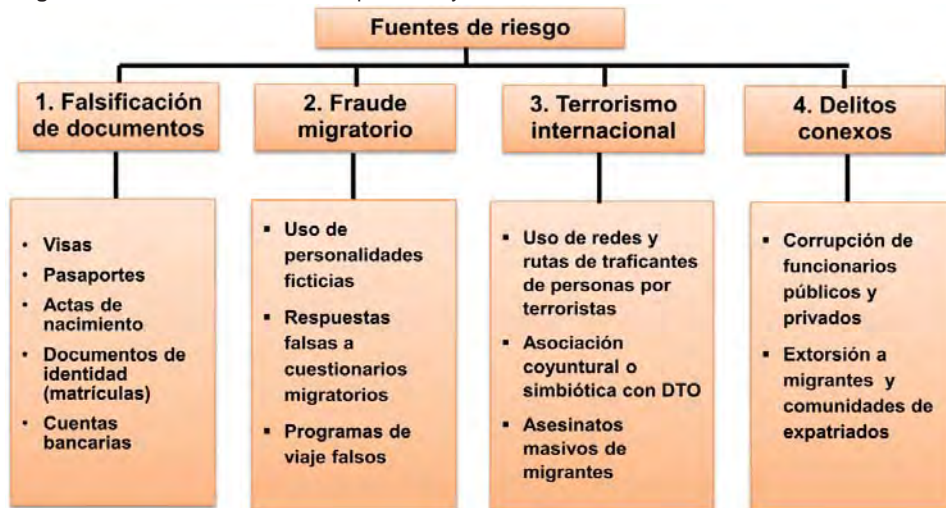 Fuentes de riesgo
1. Falsificación
de documentos
2. Fraude
migratorio
3. Terrorismo
internacional
4. Delitos
conexos
• Visas
• Pasaportes
• Actas de
nacimiento
• Documentos de
identidad
(matrículas)
• Cuentas
bancarias
▪ Uso de
personalidades
ficticias
▪ Respuestas
falsas a
cuestionarios
migratorios
▪ Programas de
viaje falsos
▪ Uso de redes y
rutas de traficantes
de personas por
terroristas
▪ Asociación
coyuntural o
simbiótica con DTO
▪ Asesinatos
masivos de
migrantes
▪ Corrupción de
funcionarios
públicos y
privados
▪ Extorsión a
migrantes y
comunidades de
expatriados